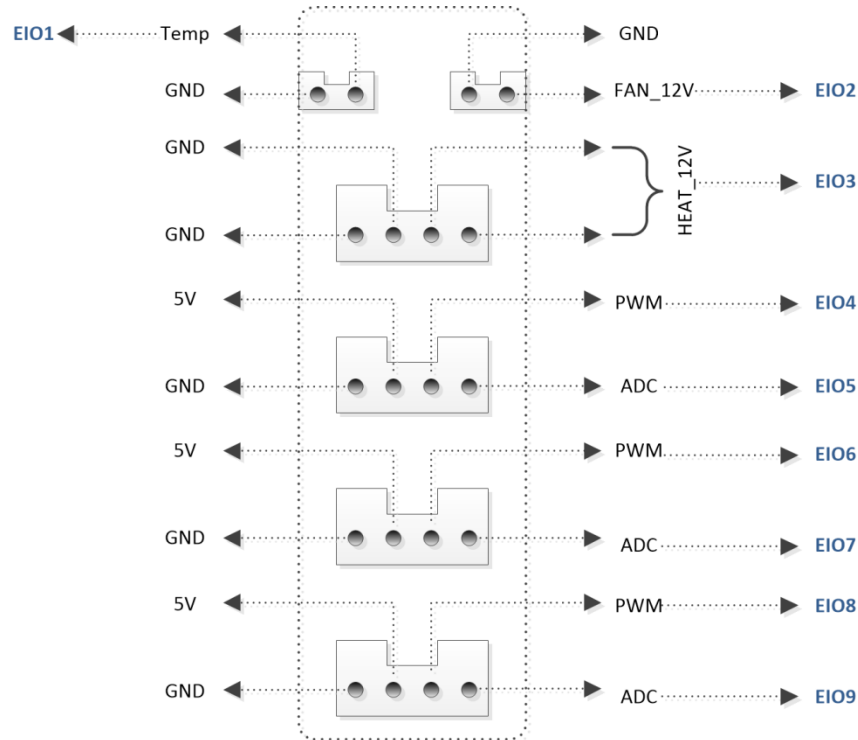 EIO1 Temp GND
GND FAN_12V EIO2
GND
HEAT_12V EIO3
GND
5V PWM EIO4
GND ADC EIO5
5V PWM EIO6
GND ADC EIO7
5V PWM EIO8
GND ADC EIO9